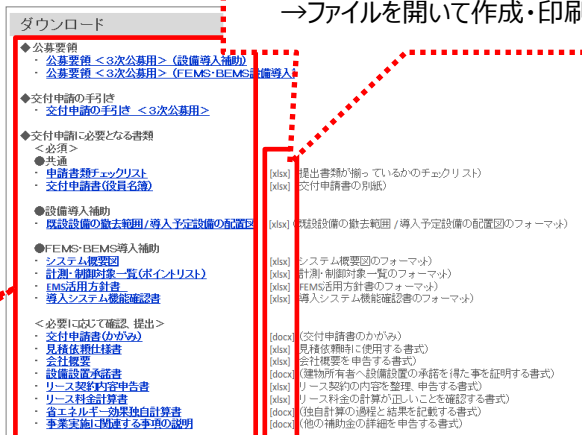 →ファイルを開いて作成・印刷
ダウンロード
◆公募要領
・ 公募要領 <3次公募用> (設備導入補助)
・ 公募要領 <3次公募用> (FEMS・BEMS設備導入)
◆交付申請の手引き
・ 交付申請の手引き <3次公募用>
◆交付申請に必要となる書類
<必須>
●共通
・ 申請書類チェックリスト [xlsx] (提出書類が揃っているかのチェックリスト)
・ 交付申請書(役員名簿) [xlsx] (交付申請書の別紙)
●設備導入補助
・ 既設設備の撤去範囲/導入予定設備の配置図 [xlsx] (既設設備の撤去範囲/導入予定設備の配置図のフォーマット)
●FEMS・BEMS導入補助
・ システム概要図 [xlsx] (システム概要図のフォーマット)
・ 計測・制御対象一覧(ポイントリスト) [xlsx] (計測・制御対象一覧のフォーマット)
・ EMS活用方針書 [xlsx] (FEMS活用方針書のフォーマット)
・ 導入システム機能確認書 [xlsx] (導入システム機能確認書のフォーマット)
<必要に応じて確認、提出>
・ 交付申請書(かがみ) [docx] (交付申請書のかがみ)
・ 見積依頼仕様書 [xlsx] (見積依頼時に使用する書式)
・ 会社概要 [xlsx] (会社概要を申告する書式)
・ 設備設置承諾書 [docx] (建物所有者へ設備設置の承諾を得た事を証明する書式)
・ リース契約内容申告書 [xlsx] (リース契約の内容を整理、申告する書式)
・ リース料金計算書 [xlsx] (リース料金の計算が正しいことを確認する書式)
・ 省エネルギー効果独自計算書 [docx] (独自計算の過程と結果を記載する書式)
・ 事業実施に関連する事項の説明 [docx] (他の補助金の詳細を申告する書式)